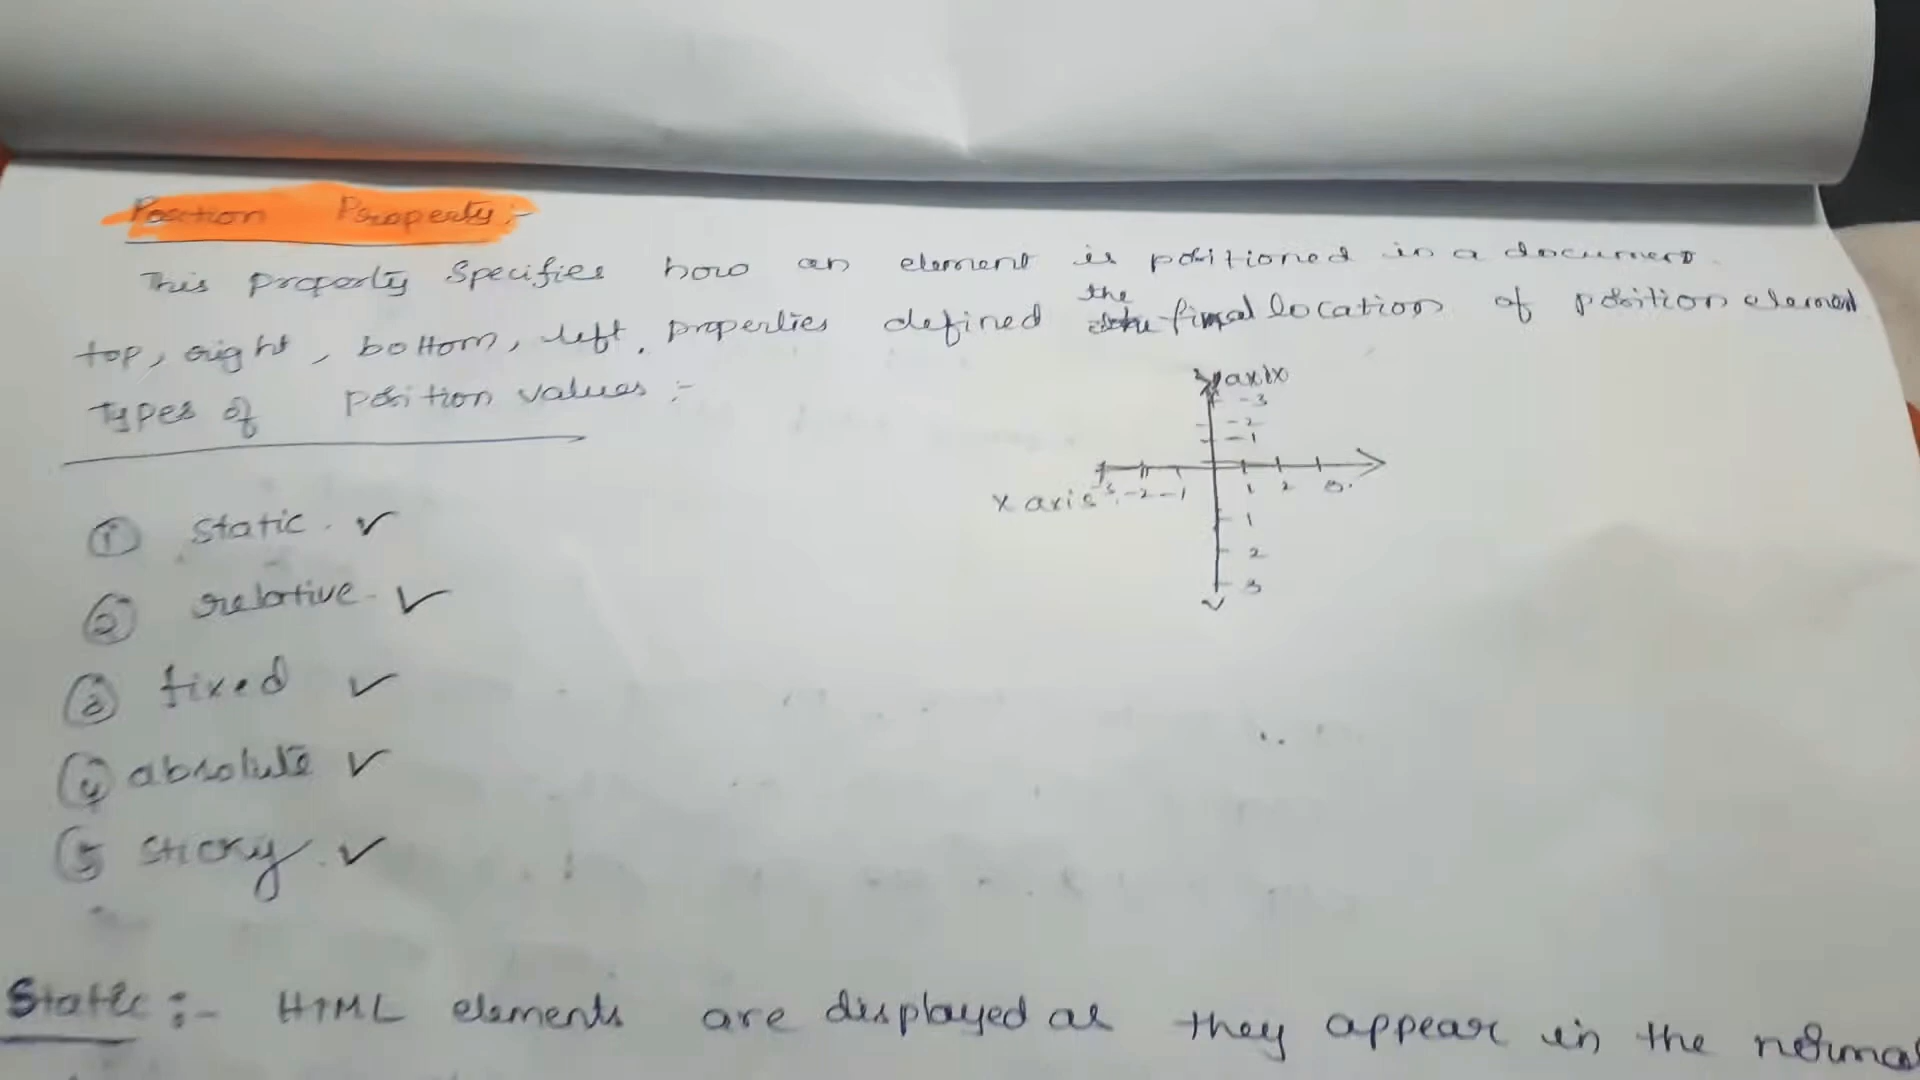 Position Property :-
This property specifies how an element is positioned in a document.
top, right, bottom, left. properties defined the final location of position element
types of position values :-
y axix
-3
-2
-1
x axis -3 -2 -1 1 2 3.
1
2
3
① static. ✓
② relative. ✓
③ fixed ✓
④ absolute ✓
⑤ sticky. ✓
Static :- HTML elements are displayed as they appear in the normal